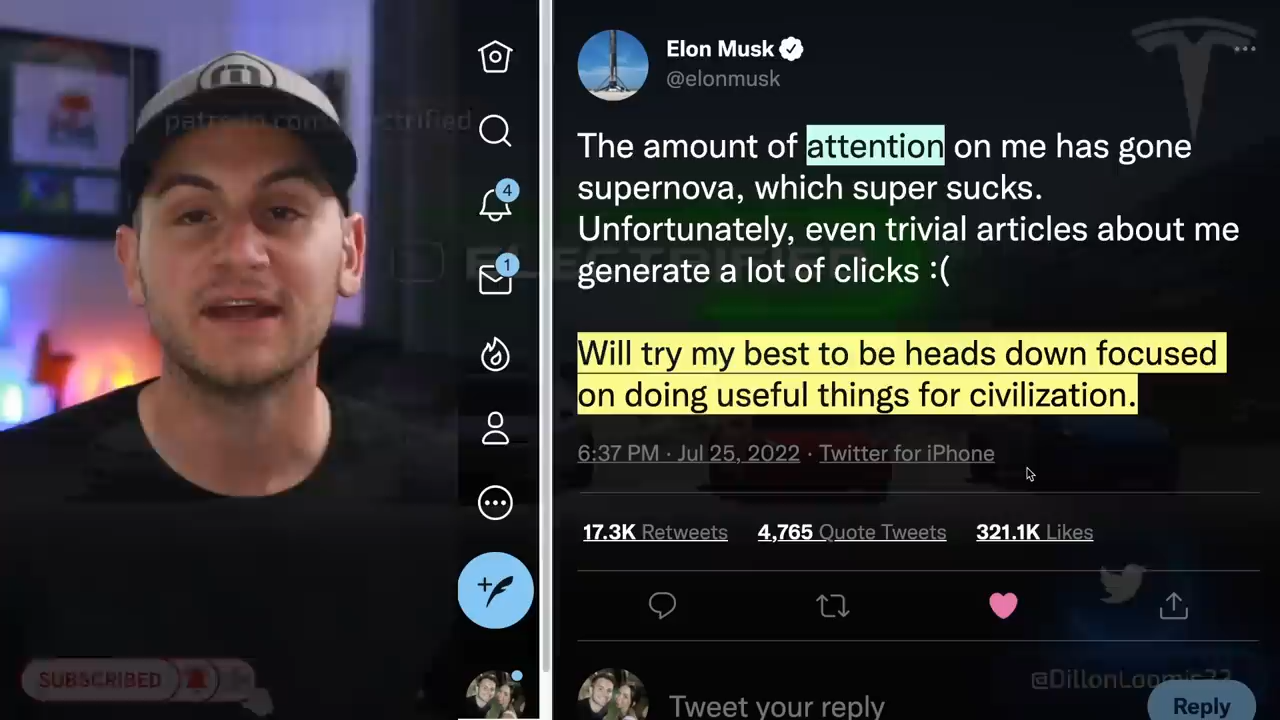 Elon Musk
@elonmusk
The amount of attention on me has gone
supernova, which super sucks.
Unfortunately, even trivial articles about me
generate a lot of clicks :(
Will try my best to be heads down focused
on doing useful things for civilization.
6:37 PM · Jul 25, 2022 · Twitter for iPhone
17.3K Retweets 4,765 Quote Tweets 321.1K Likes
Tweet your reply
Reply
4
1
SUBSCRIBED
@DillonLoomis22